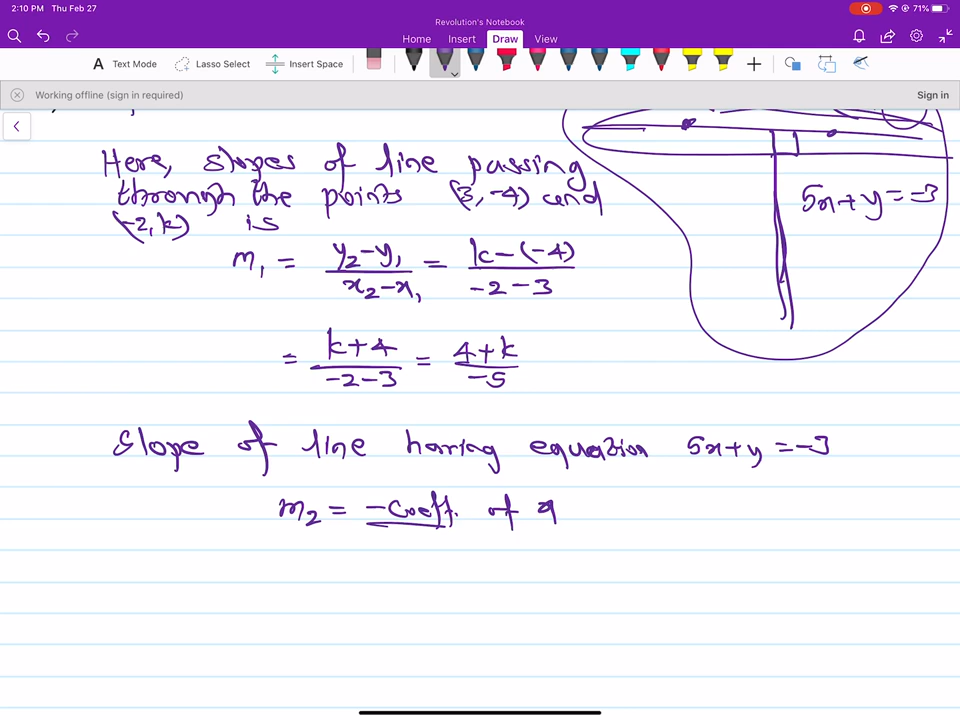 2:10 PM Thu Feb 27
71%
Revolution's Notebook
Home Insert Draw View
A Text Mode Lasso Select Insert Space
Working offline (sign in required) Sign in
Here, slopes of line passing
through the points (3, -4) and
(-2, k) is
5x + y = -3
m₁ = y₂ - y₁ / x₂ - x₁ = k - (-4) / -2 - 3
= k + 4 / -2 - 3 = 4 + k / -5
Slope of line having equation 5x + y = -3
m₂ = -coeff. of x